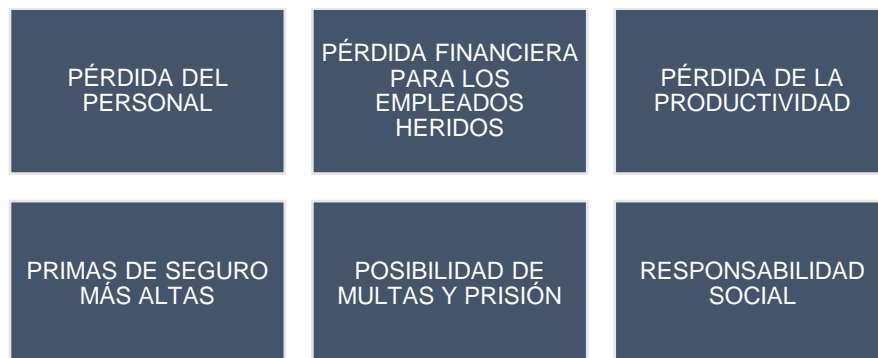 PÉRDIDA DEL
PERSONAL
PÉRDIDA FINANCIERA
PARA LOS
EMPLEADOS
HERIDOS
PÉRDIDA DE LA
PRODUCTIVIDAD
PRIMAS DE SEGURO
MÁS ALTAS
POSIBILIDAD DE
MULTAS Y PRISIÓN
RESPONSABILIDAD
SOCIAL